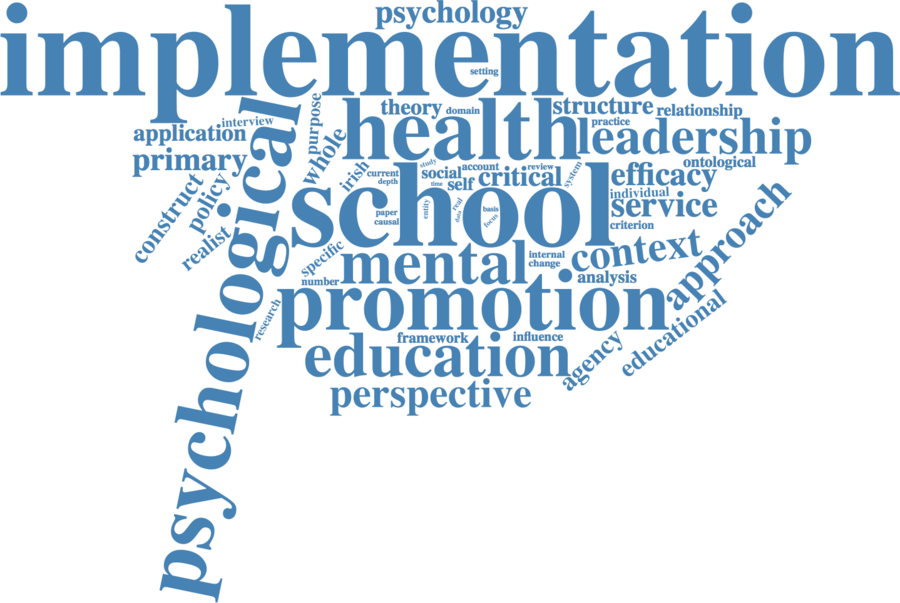 psychology
implementation
setting
purpose
theory
domain
structure
relationship
interview
application
practice
health
leadership
whole
primary
psychological
irish
current
depth
study
social
account
review
critical
system
ontological
efficacy
time
self
individual
construct
policy
service
school
paper
causal
entity
real
data
basis
focus
criterion
realist
approach
specific
context
internal
change
mental
analysis
number
promotion
research
educational
framework
influence
education
agency
perspective